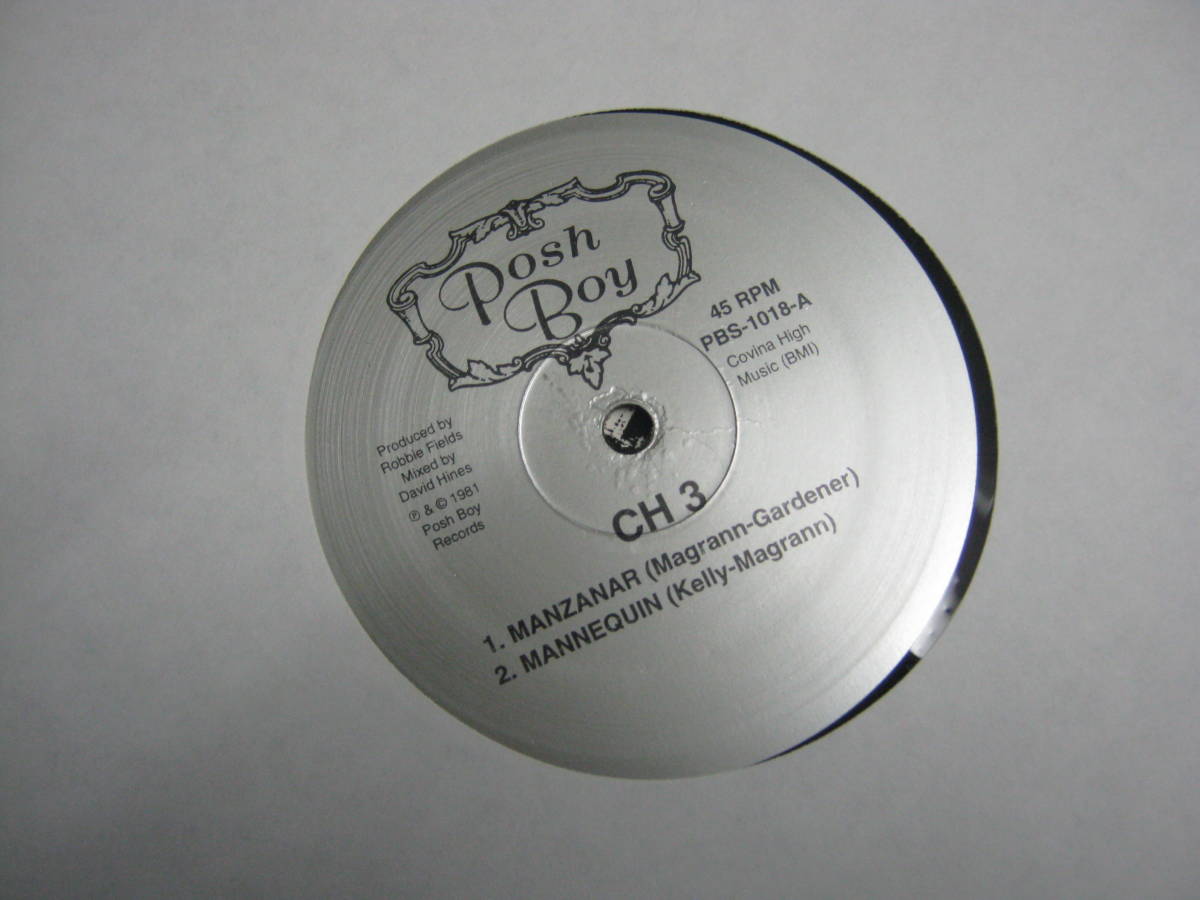 Posh
Boy
45 RPM
PBS-1018-A
Covina High
Music (BMI)
Produced by
Robbie Fields
Mixed by
David Hines
℗ & © 1981
Posh Boy
Records
CH 3
1. MANZANAR (Magrann-Gardener)
2. MANNEQUIN (Kelly-Magrann)